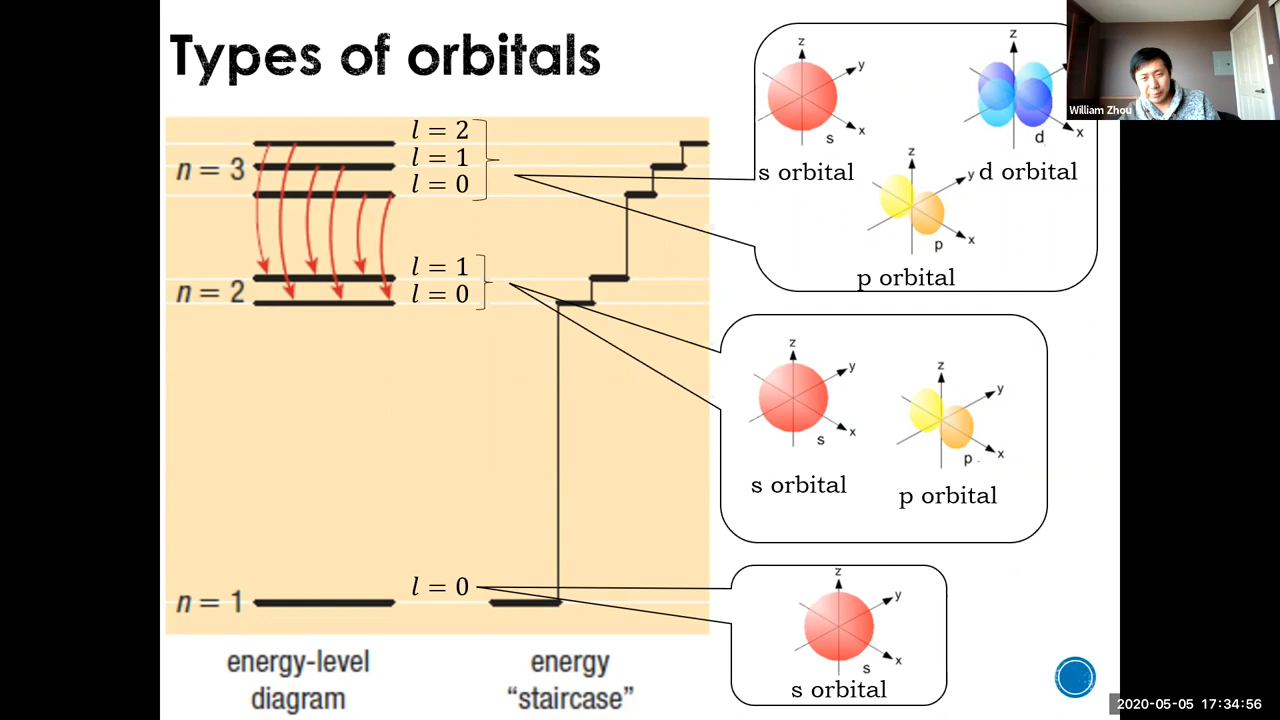 Types of orbitals
William Zhou
n = 3
l = 2
l = 1
l = 0
n = 2
l = 1
l = 0
n = 1
l = 0
energy-level
diagram
energy
“staircase”
z
y
x
s
s orbital
z
x
d
d orbital
z
y
x
p
p orbital
z
y
x
s
s orbital
z
y
x
p
p orbital
z
y
x
s
s orbital
2020-05-05 17:34:56